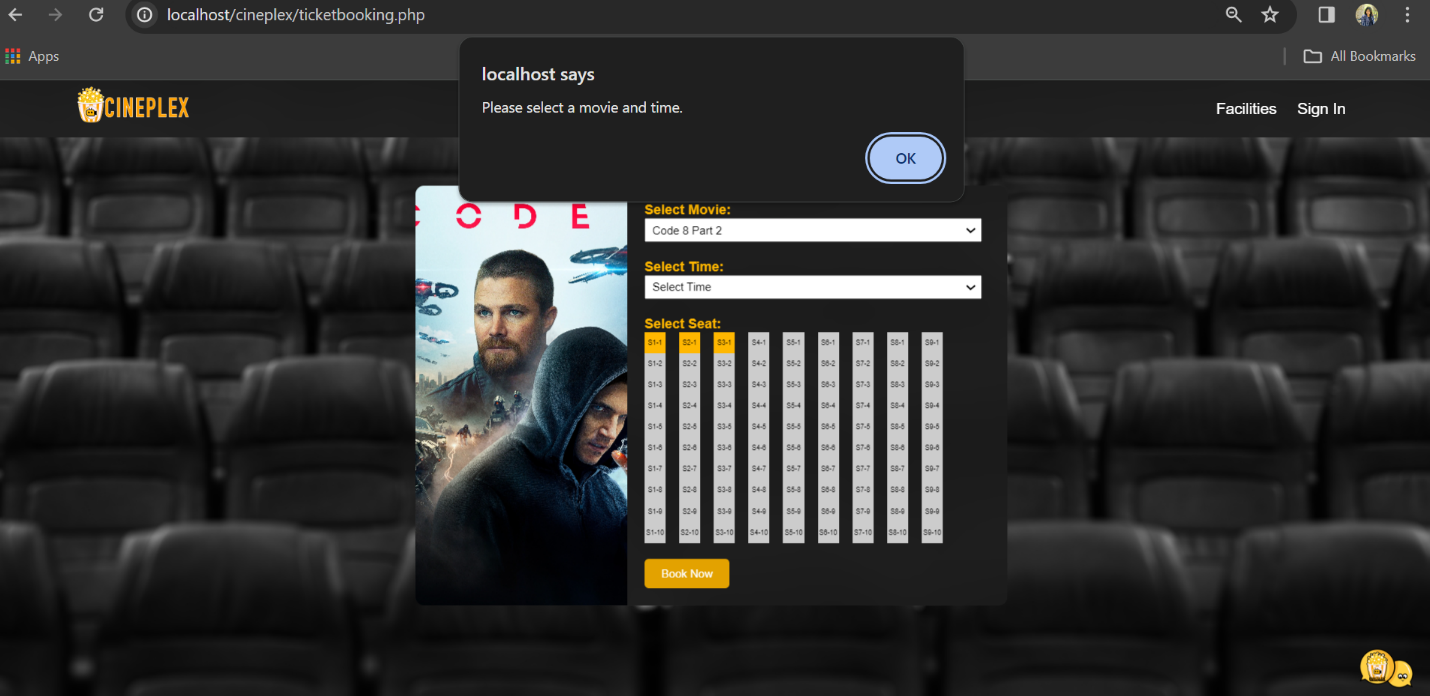 localhost/cineplex/ticketbooking.php
Apps
All Bookmarks
localhost says
Please select a movie and time.
OK
CINEPLEX
Facilities
Sign In
CODE
Select Movie:
Code 8 Part 2
Select Time:
Select Time
Select Seat:
S1-1 S2-1 S3-1 S4-1 S5-1 S6-1 S7-1 S8-1 S9-1
S1-2 S2-2 S3-2 S4-2 S5-2 S6-2 S7-2 S8-2 S9-2
S1-3 S2-3 S3-3 S4-3 S5-3 S6-3 S7-3 S8-3 S9-3
S1-4 S2-4 S3-4 S4-4 S5-4 S6-4 S7-4 S8-4 S9-4
S1-5 S2-5 S3-5 S4-5 S5-5 S6-5 S7-5 S8-5 S9-5
S1-6 S2-6 S3-6 S4-6 S5-6 S6-6 S7-6 S8-6 S9-6
S1-7 S2-7 S3-7 S4-7 S5-7 S6-7 S7-7 S8-7 S9-7
S1-8 S2-8 S3-8 S4-8 S5-8 S6-8 S7-8 S8-8 S9-8
S1-9 S2-9 S3-9 S4-9 S5-9 S6-9 S7-9 S8-9 S9-9
S1-10 S2-10 S3-10 S4-10 S5-10 S6-10 S7-10 S8-10 S9-10
Book Now